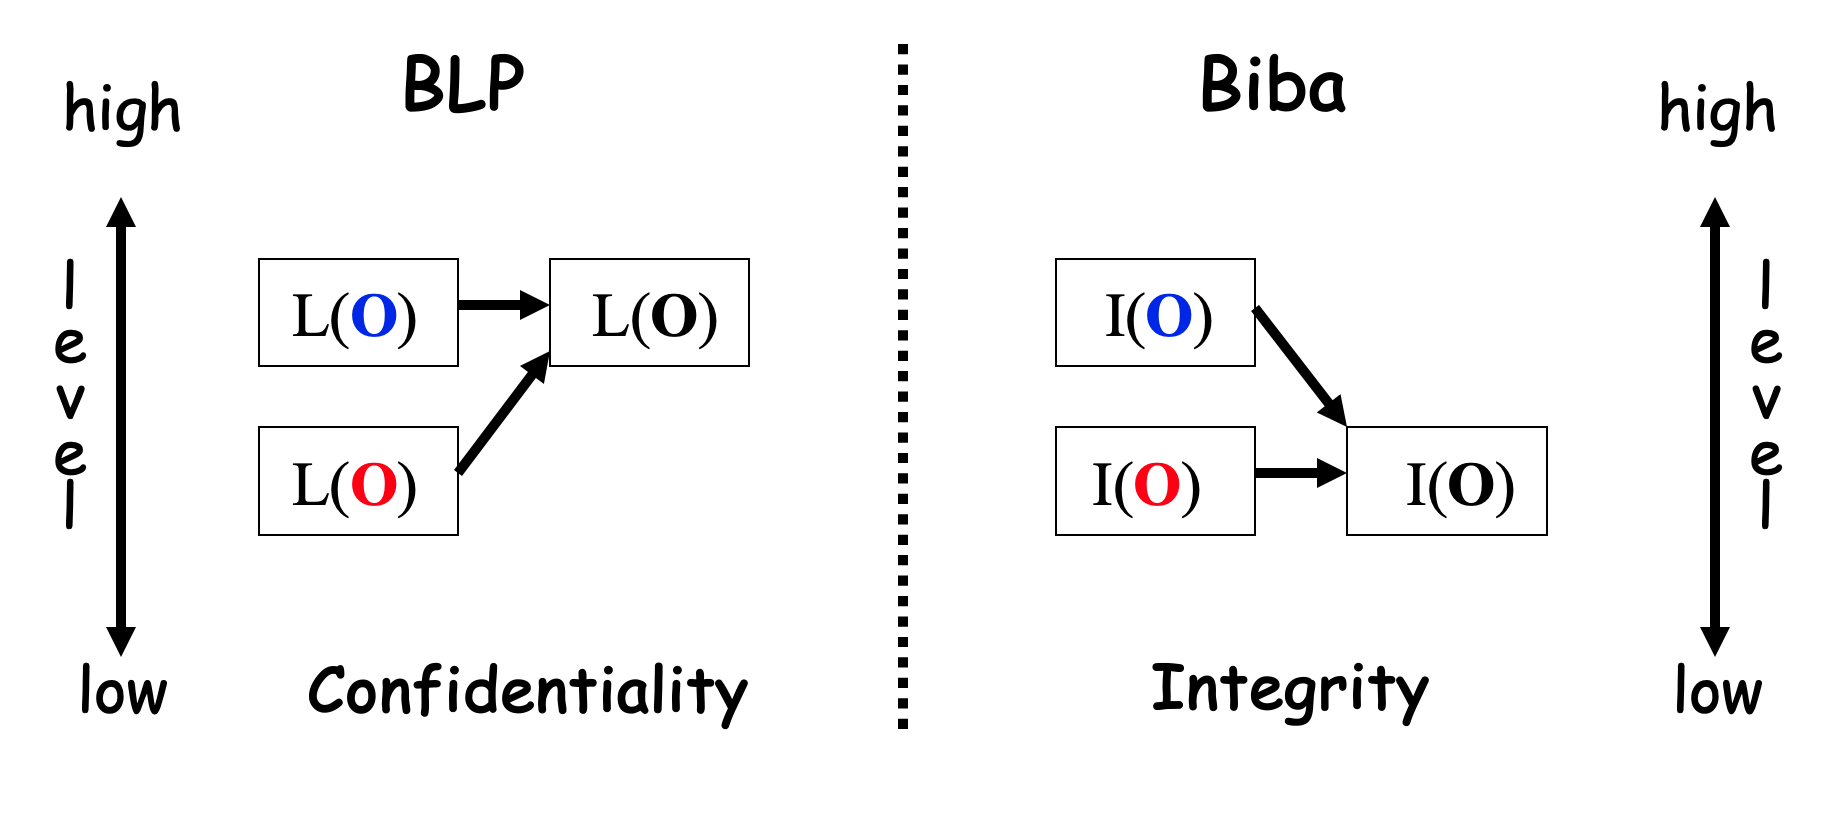 BLP
high
level
L(O)
L(O)
L(O)
low
Confidentiality
Biba
high
level
I(O)
I(O)
I(O)
Integrity
low